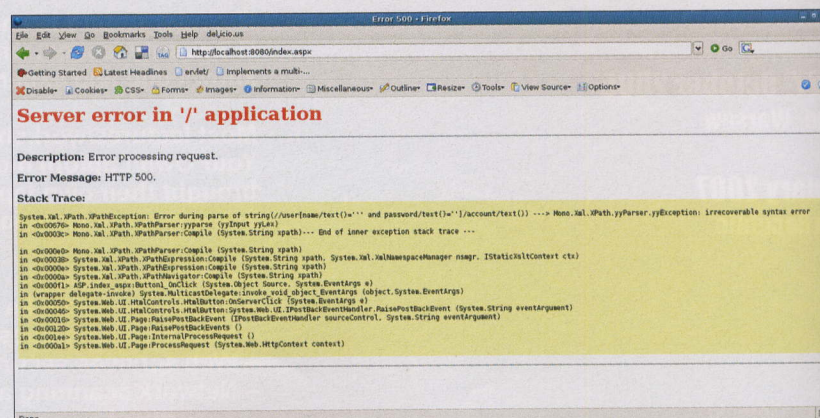 Error 500 - Firefox
File Edit View Go Bookmarks Tools Help del.icio.us
http://localhost:8080/index.aspx Go
Getting Started Latest Headlines envlet/ Implements a multi-...
Disable Cookies CSS Forms Images Information Miscellaneous Outline Resize Tools View Source Options
Server error in '/' application
Description: Error processing request.
Error Message: HTTP 500.
Stack Trace:
System.Xml.XPath.XPathException: Error during parse of string(//user[name/text()=''' and password/text()='']/account/text()) ---> Mono.Xml.XPath.yyParser.yyException: irrecoverable syntax error
in <0x00676> Mono.Xml.XPath.XPathParser:yyparse (yyInput yyLex)
in <0x0003c> Mono.Xml.XPath.XPathParser:Compile (System.String xpath)--- End of inner exception stack trace ---
in <0x000e0> Mono.Xml.XPath.XPathParser:Compile (System.String xpath)
in <0x00038> System.Xml.XPath.XPathExpression:Compile (System.String xpath, System.Xml.XmlNamespaceManager nsmgr, IStaticXsltContext ctx)
in <0x0000e> System.Xml.XPath.XPathExpression:Compile (System.String xpath)
in <0x0000a> System.Xml.XPath.XPathNavigator:Compile (System.String xpath)
in <0x000f1> ASP.index_aspx:Button1_OnClick (System.Object Source, System.EventArgs e)
in (wrapper delegate-invoke) System.MulticastDelegate:invoke_void_object_EventArgs (object,System.EventArgs)
in <0x00050> System.Web.UI.HtmlControls.HtmlButton:OnServerClick (System.EventArgs e)
in <0x00046> System.Web.UI.HtmlControls.HtmlButton:System.Web.UI.IPostBackEventHandler.RaisePostBackEvent (System.String eventArgument)
in <0x00016> System.Web.UI.Page:RaisePostBackEvent (IPostBackEventHandler sourceControl, System.String eventArgument)
in <0x00120> System.Web.UI.Page:RaisePostBackEvents ()
in <0x001ee> System.Web.UI.Page:InternalProcessRequest ()
in <0x000a1> System.Web.UI.Page:ProcessRequest (System.Web.HttpContext context)
Done